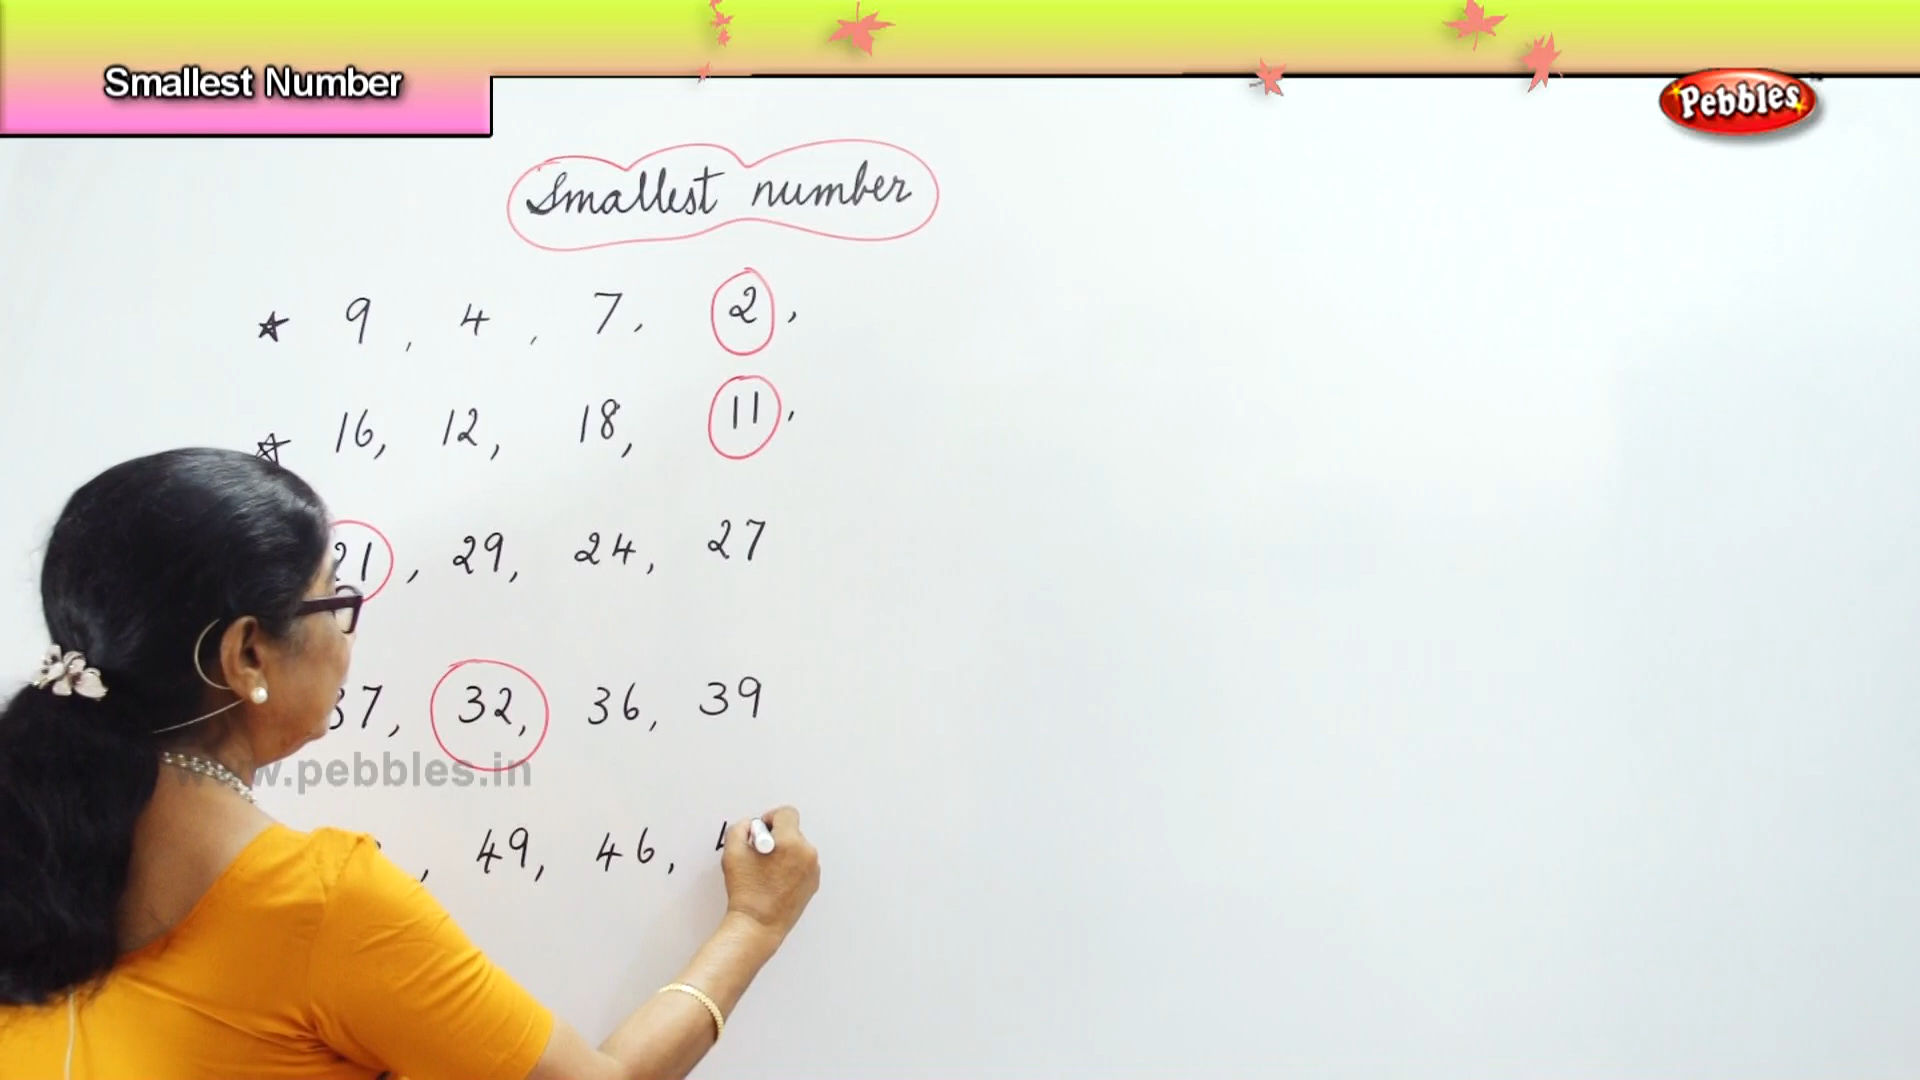 Smallest Number
Pebbles
Smallest number
9, 4, 7, 2,
16, 12, 18, 11,
21, 29, 24, 27
37, 32, 36, 39
www.pebbles.in
49, 46,